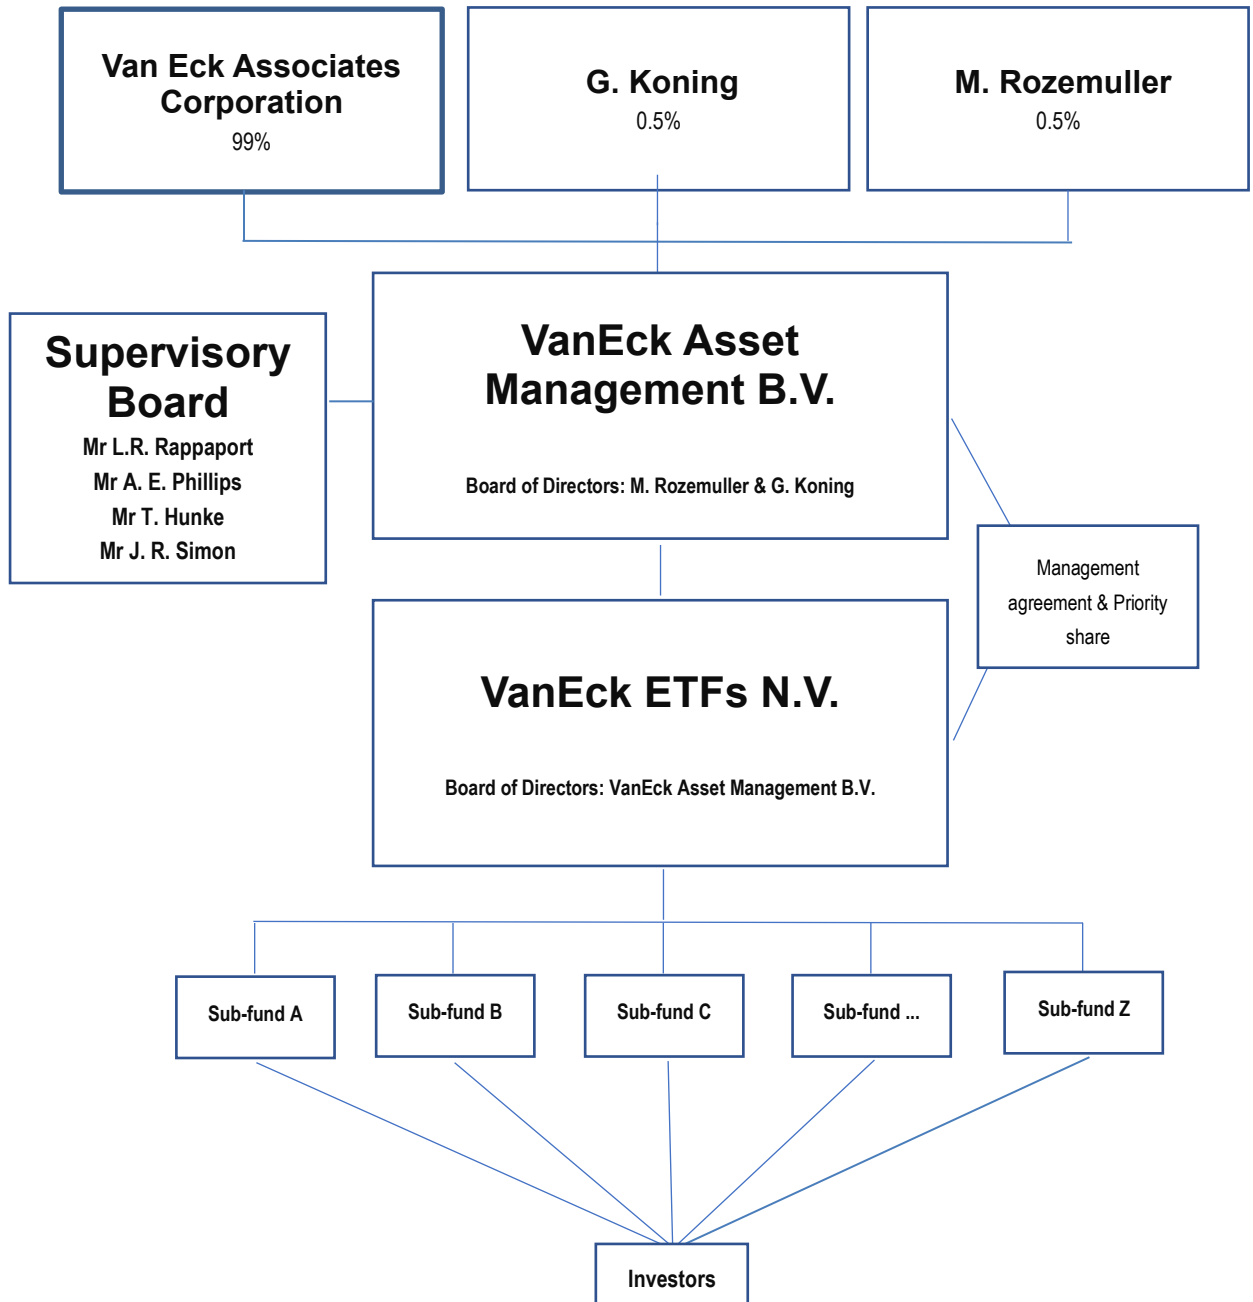 Van Eck Associates
Corporation
99%
G. Koning
0.5%
M. Rozemuller
0.5%
Supervisory
Board
Mr L.R. Rappaport
Mr A. E. Phillips
Mr T. Hunke
Mr J. R. Simon
VanEck Asset
Management B.V.
Board of Directors: M. Rozemuller & G. Koning
Management
agreement & Priority
share
VanEck ETFs N.V.
Board of Directors: VanEck Asset Management B.V.
Sub-fund A
Sub-fund B
Sub-fund C
Sub-fund ...
Sub-fund Z
Investors